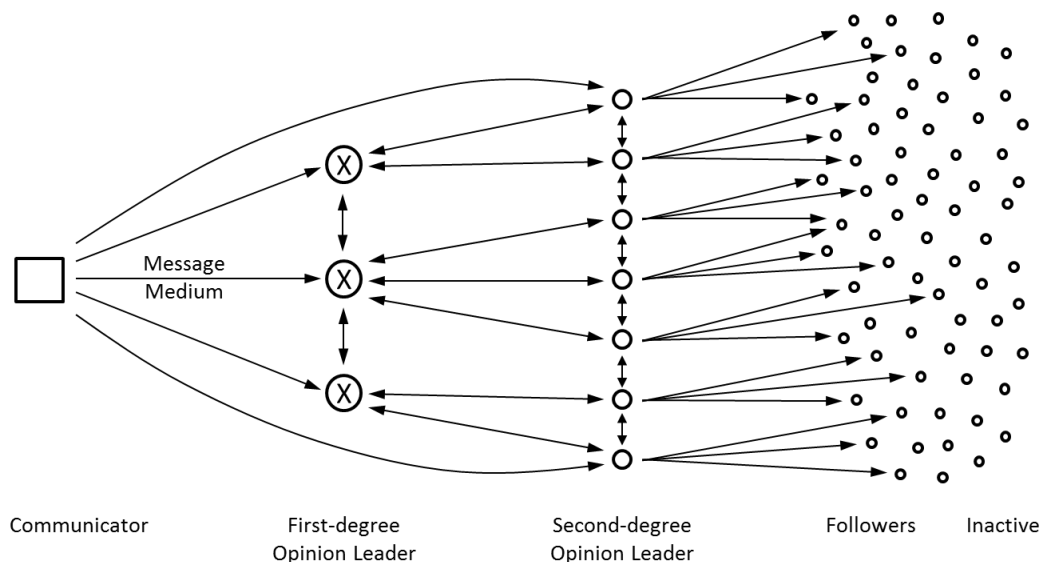 X
X
Message
Medium
X
Communicator
First-degree
Opinion Leader
Second-degree
Opinion Leader
Followers
Inactive